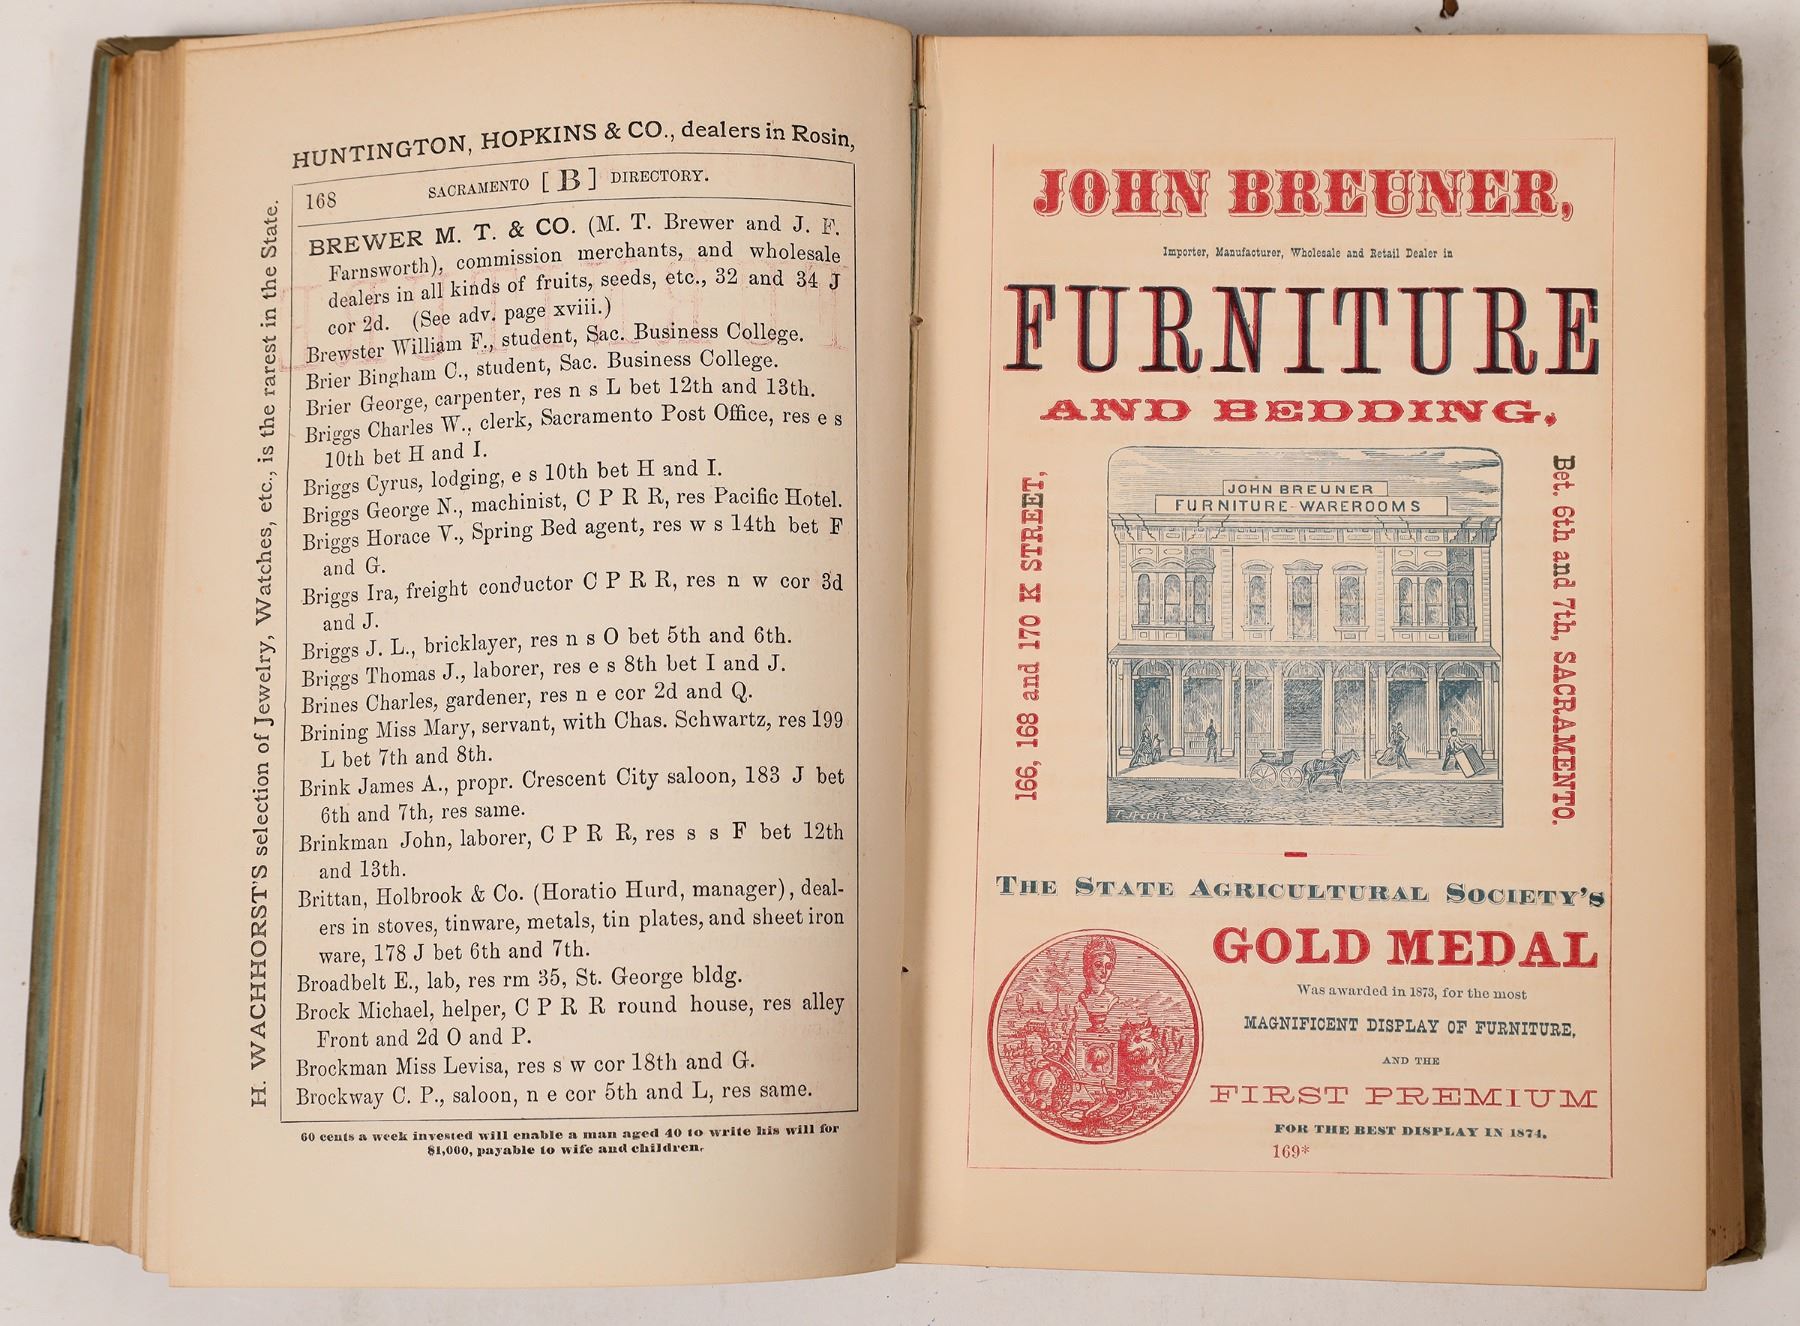 HUNTINGTON, HOPKINS & CO., dealers in Rosin,
168 SACRAMENTO [ B ] DIRECTORY.
H. WACHHORST'S selection of Jewelry, Watches, etc., is the rarest in the State.
BREWER M. T. & CO. (M. T. Brewer and J. F.
Farnsworth), commission merchants, and wholesale
dealers in all kinds of fruits, seeds, etc., 32 and 34 J
cor 2d. (See adv. page xviii.)
Brewster William F., student, Sac. Business College.
Brier Bingham C., student, Sac. Business College.
Brier George, carpenter, res n s L bet 12th and 13th.
Briggs Charles W., clerk, Sacramento Post Office, res e s
10th bet H and I.
Briggs Cyrus, lodging, e s 10th bet H and I.
Briggs George N., machinist, C P R R, res Pacific Hotel.
Briggs Horace V., Spring Bed agent, res w s 14th bet F
and G.
Briggs Ira, freight conductor C P R R, res n w cor 3d
and J.
Briggs J. L., bricklayer, res n s O bet 5th and 6th.
Briggs Thomas J., laborer, res e s 8th bet I and J.
Brines Charles, gardener, res n e cor 2d and Q.
Brining Miss Mary, servant, with Chas. Schwartz, res 199
L bet 7th and 8th.
Brink James A., propr. Crescent City saloon, 183 J bet
6th and 7th, res same.
Brinkman John, laborer, C P R R, res s s F bet 12th
and 13th.
Brittan, Holbrook & Co. (Horatio Hurd, manager), deal-
ers in stoves, tinware, metals, tin plates, and sheet iron
ware, 178 J bet 6th and 7th.
Broadbelt E., lab, res rm 35, St. George bldg.
Brock Michael, helper, C P R R round house, res alley
Front and 2d O and P.
Brockman Miss Levisa, res s w cor 18th and G.
Brockway C. P., saloon, n e cor 5th and L, res same.
60 cents a week invested will enable a man aged 40 to write his will for
$1,000, payable to wife and children.
JOHN BREUNER,
Importer, Manufacturer, Wholesale and Retail Dealer in
FURNITURE
AND BEDDING,
166, 168 and 170 K STREET,
JOHN BREUNER
FURNITURE-WAREROOMS
Bet. 6th and 7th, SACRAMENTO.
THE STATE AGRICULTURAL SOCIETY'S
GOLD MEDAL
Was awarded in 1873, for the most
MAGNIFICENT DISPLAY OF FURNITURE,
AND THE
FIRST PREMIUM
FOR THE BEST DISPLAY IN 1874.
169*